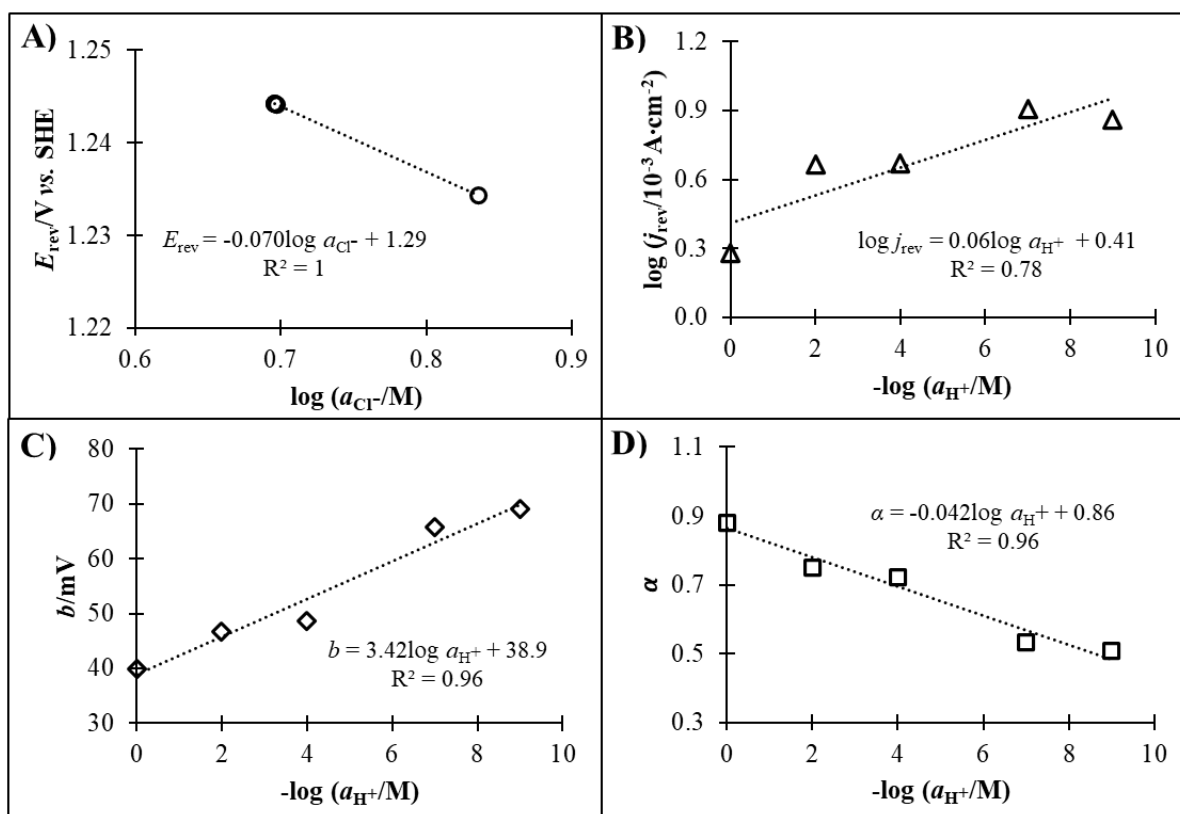 A)
1.25
1.24
1.23
1.22
E_rev/V vs. SHE
E_rev = -0.070log a_Cl- + 1.29
R² = 1
0.6 0.7 0.8 0.9
log (a_Cl-/M)
B)
1.2
0.9
0.6
0.3
0.0
log (j_rev/10⁻³ A·cm⁻²)
log j_rev = 0.06log a_H⁺ + 0.41
R² = 0.78
0 2 4 6 8 10
-log (a_H⁺/M)
C)
80
70
60
50
40
30
b/mV
b = 3.42log a_H⁺ + 38.9
R² = 0.96
0 2 4 6 8 10
-log (a_H⁺/M)
D)
1.1
0.9
0.7
0.5
0.3
α
α = -0.042log a_H⁺ + 0.86
R² = 0.96
0 2 4 6 8 10
-log (a_H⁺/M)